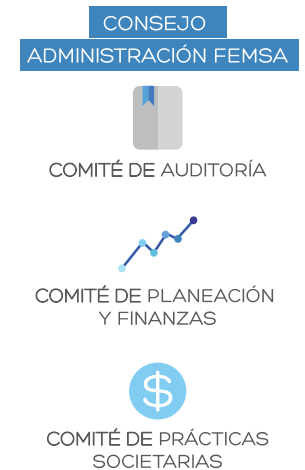 CONSEJO
ADMINISTRACIÓN FEMSA
COMITÉ DE AUDITORÍA
COMITÉ DE PLANEACIÓN
Y FINANZAS
$
COMITÉ DE PRÁCTICAS
SOCIETARIAS